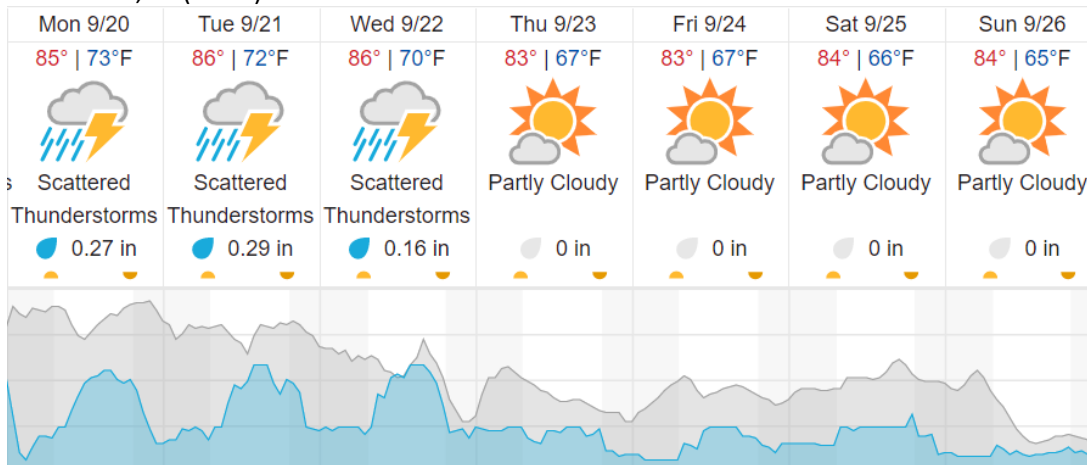 Mon 9/20 Tue 9/21 Wed 9/22 Thu 9/23 Fri 9/24 Sat 9/25 Sun 9/26
85° | 73°F 86° | 72°F 86° | 70°F 83° | 67°F 83° | 67°F 84° | 66°F 84° | 65°F
s Scattered Scattered Scattered Partly Cloudy Partly Cloudy Partly Cloudy Partly Cloudy
Thunderstorms Thunderstorms Thunderstorms
0.27 in 0.29 in 0.16 in 0 in 0 in 0 in 0 in